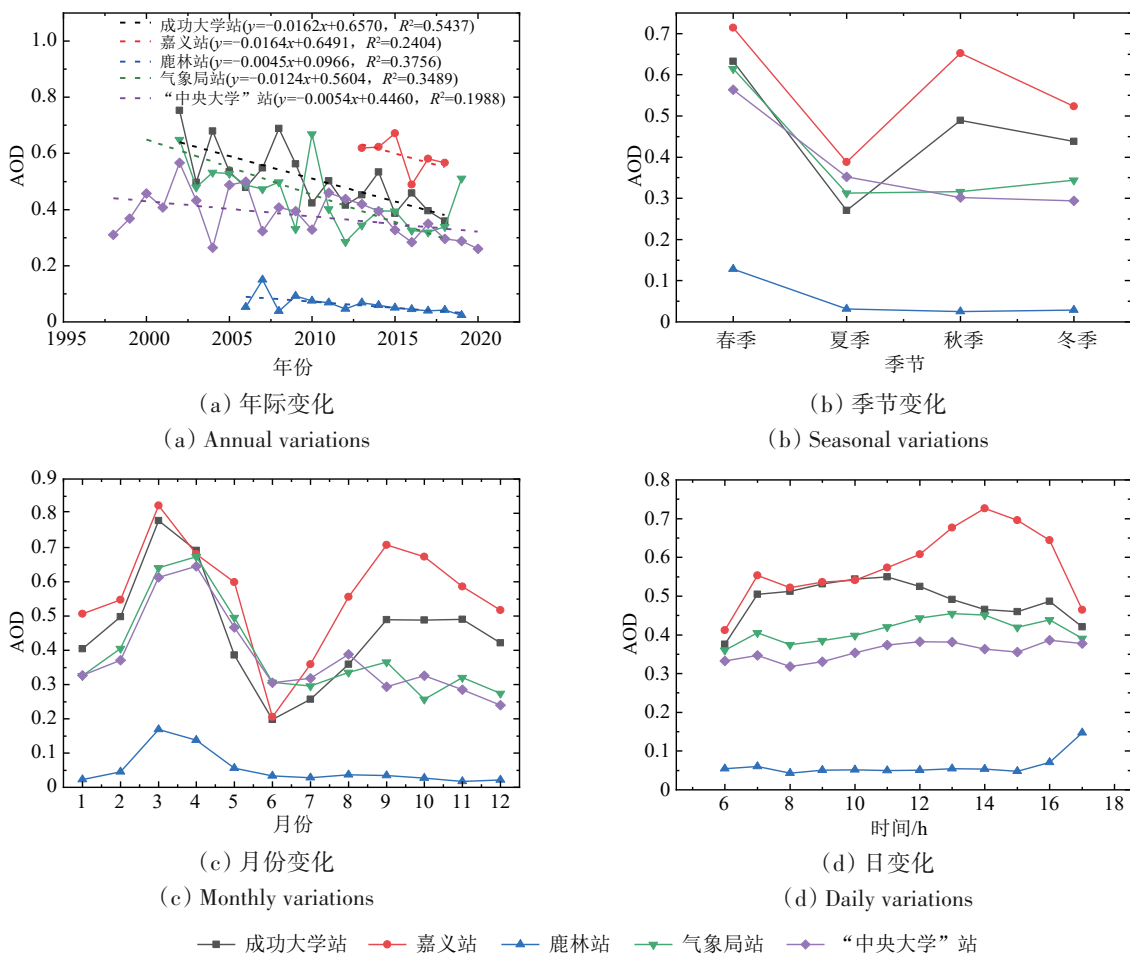 成功大学站(y=−0.0162x+0.6570，R²=0.5437)
嘉义站(y=−0.0164x+0.6491，R²=0.2404)
鹿林站(y=−0.0045x+0.0966，R²=0.3756)
气象局站(y=−0.0124x+0.5604，R²=0.3489)
“中央大学”站(y=−0.0054x+0.4460，R²=0.1988)
1.0
0.8
0.6
0.4
0.2
0
AOD
1995 2000 2005 2010 2015 2020
年份
(a) 年际变化
(a) Annual variations
0.7
0.6
0.5
0.4
0.3
0.2
0.1
0
AOD
春季 夏季 秋季 冬季
季节
(b) 季节变化
(b) Seasonal variations
0.9
0.8
0.7
0.6
0.5
0.4
0.3
0.2
0.1
0
AOD
1 2 3 4 5 6 7 8 9 10 11 12
月份
(c) 月份变化
(c) Monthly variations
0.8
0.7
0.6
0.5
0.4
0.3
0.2
0.1
0
AOD
6 8 10 12 14 16 18
时间/h
(d) 日变化
(d) Daily variations
成功大学站 嘉义站 鹿林站 气象局站 “中央大学”站